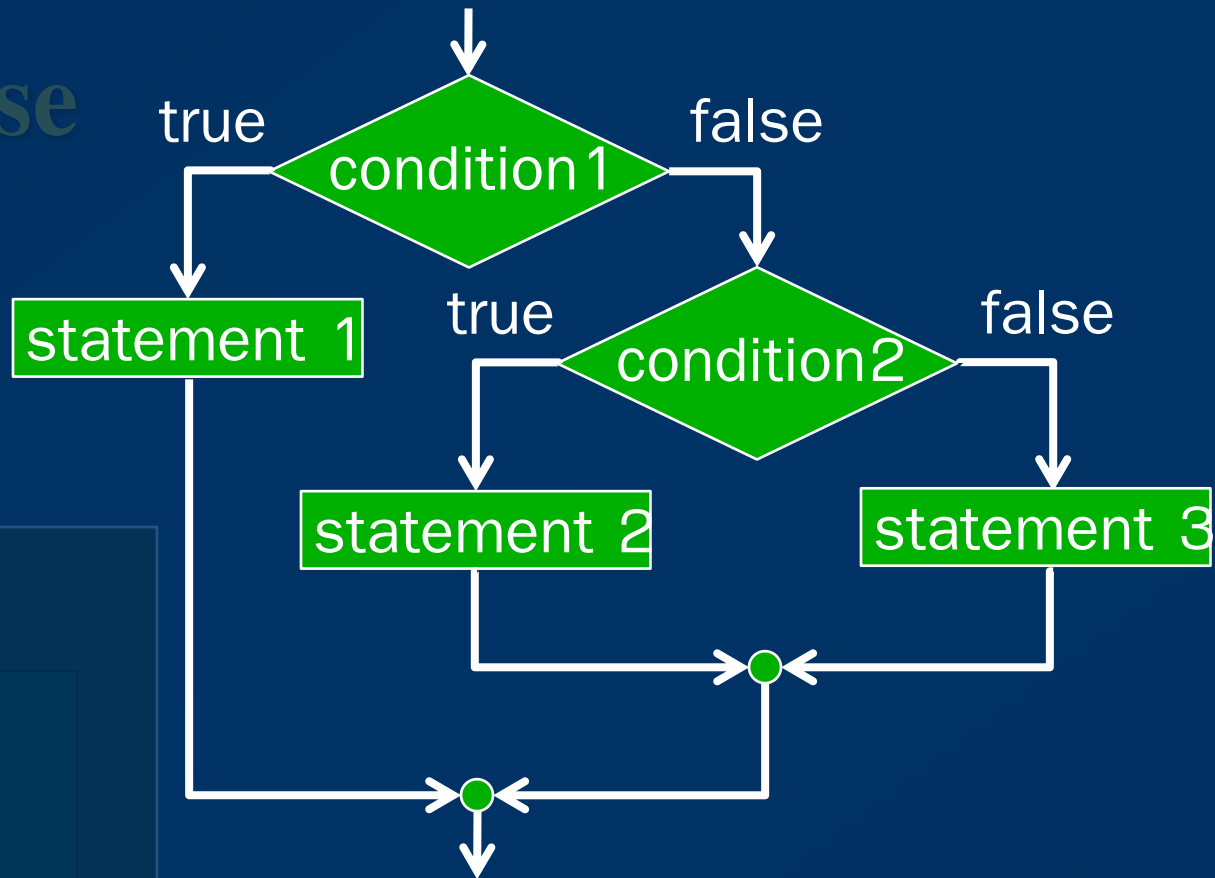 se
true
false
condition1
statement 1
true
false
condition2
statement 2
statement 3